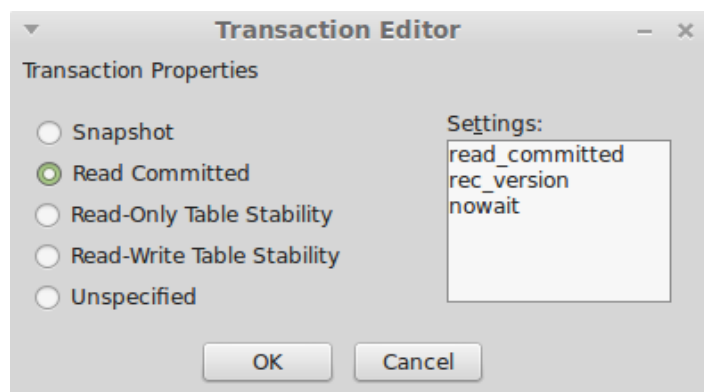 Transaction Editor
Transaction Properties
Snapshot
Read Committed
Read-Only Table Stability
Read-Write Table Stability
Unspecified
Settings:
read_committed
rec_version
nowait
OK
Cancel